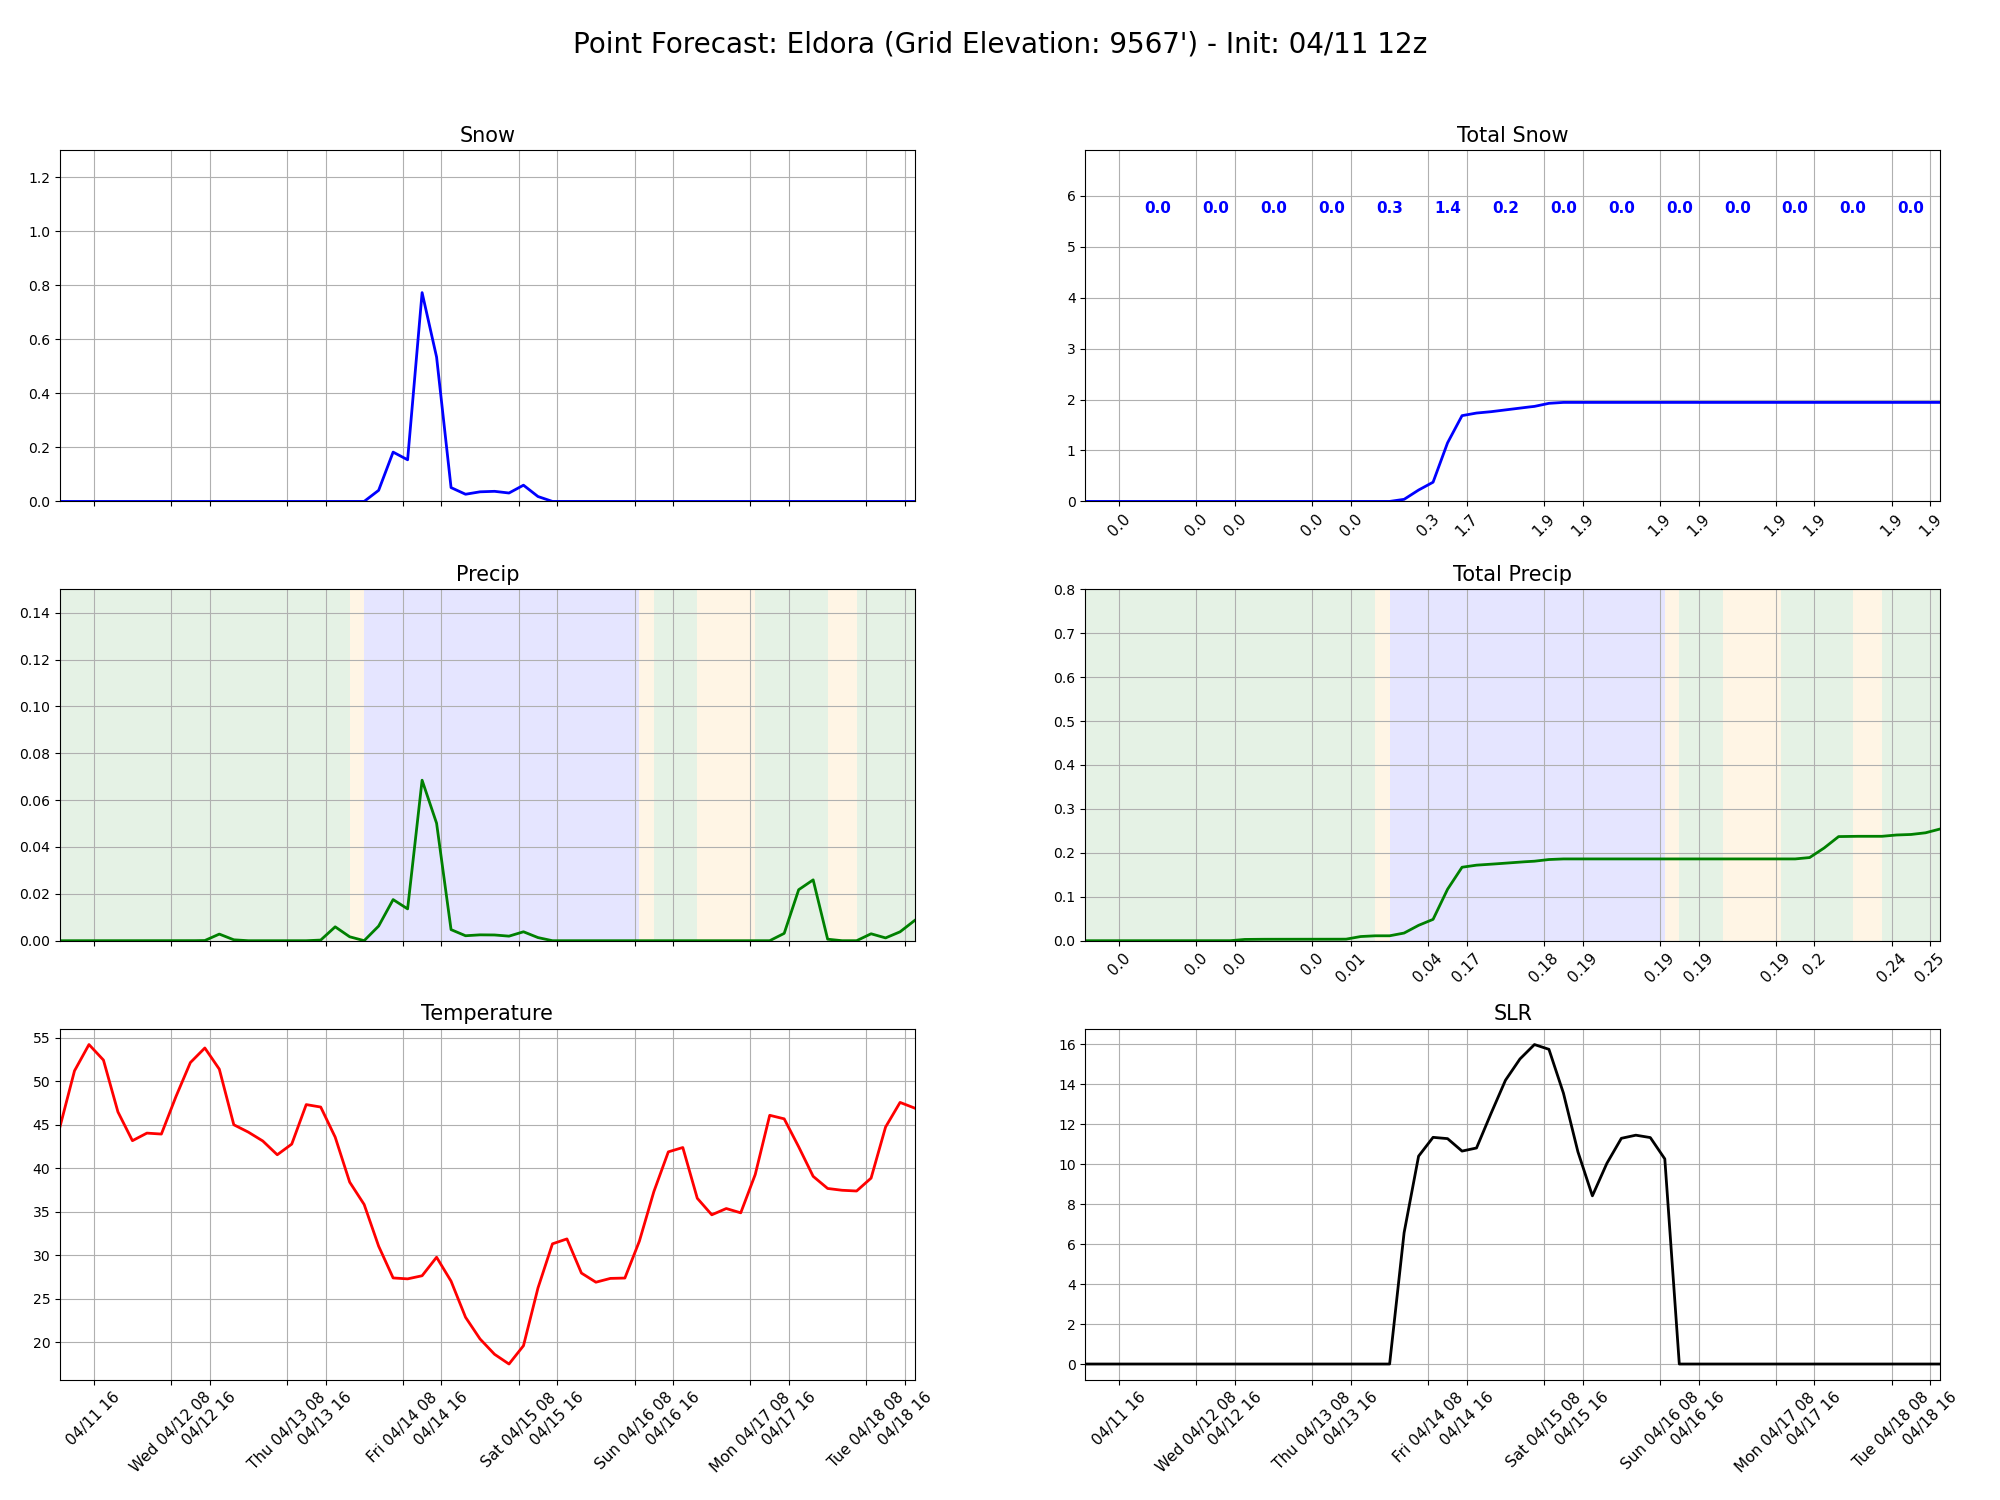 Point Forecast: Eldora (Grid Elevation: 9567') - Init: 04/11 12z
Snow
1.2
1.0
0.8
0.6
0.4
0.2
0.0
Total Snow
6
5
4
3
2
1
0
0.0 0.0 0.0 0.0 0.3 1.4 0.2 0.0 0.0 0.0 0.0 0.0 0.0 0.0
0.0 0.0 0.0 0.0 0.0 0.3 1.7 1.9 1.9 1.9 1.9 1.9 1.9 1.9 1.9
Precip
0.14
0.12
0.10
0.08
0.06
0.04
0.02
0.00
Total Precip
0.8
0.7
0.6
0.5
0.4
0.3
0.2
0.1
0.0
0.0 0.0 0.0 0.0 0.01 0.04 0.17 0.18 0.19 0.19 0.19 0.19 0.2 0.24 0.25
Temperature
55
50
45
40
35
30
25
20
04/11 16
Wed 04/12 08
04/12 16
Thu 04/13 08
04/13 16
Fri 04/14 08
04/14 16
Sat 04/15 08
04/15 16
Sun 04/16 08
04/16 16
Mon 04/17 08
04/17 16
Tue 04/18 08
04/18 16
SLR
16
14
12
10
8
6
4
2
0
04/11 16
Wed 04/12 08
04/12 16
Thu 04/13 08
04/13 16
Fri 04/14 08
04/14 16
Sat 04/15 08
04/15 16
Sun 04/16 08
04/16 16
Mon 04/17 08
04/17 16
Tue 04/18 08
04/18 16